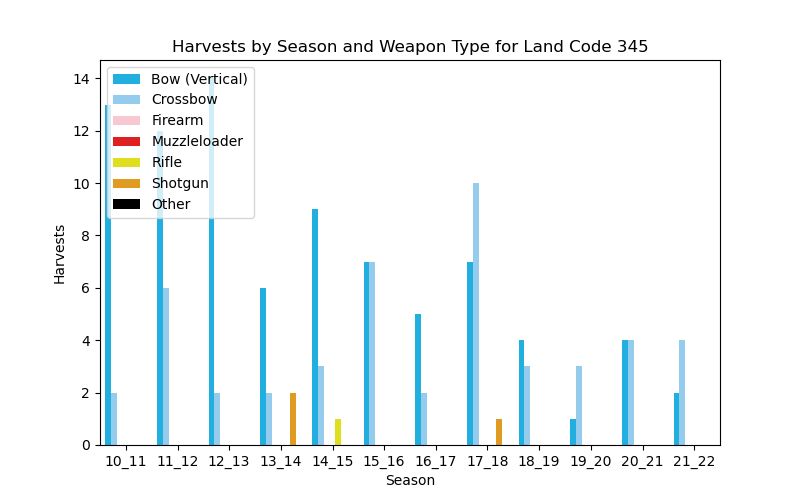 Harvests by Season and Weapon Type for Land Code 345
14
12
10
8
6
4
2
0
Harvests
Bow (Vertical)
Crossbow
Firearm
Muzzleloader
Rifle
Shotgun
Other
10_11 11_12 12_13 13_14 14_15 15_16 16_17 17_18 18_19 19_20 20_21 21_22
Season